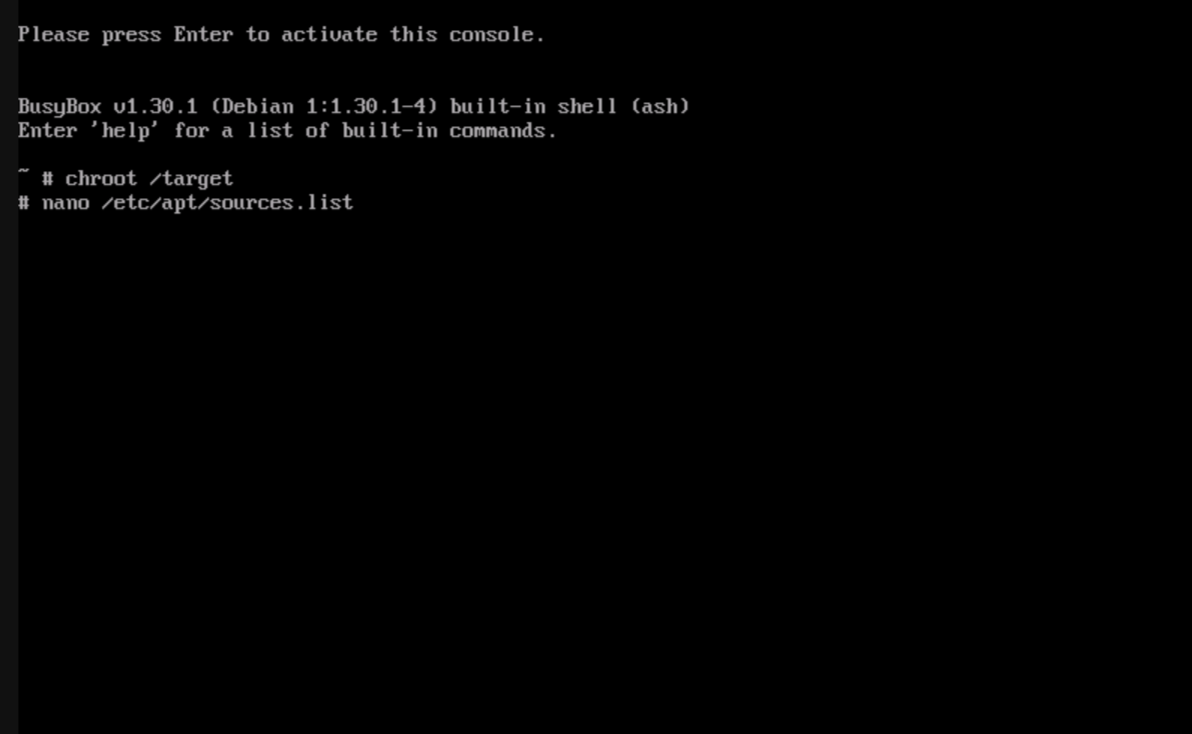 Please press Enter to activate this console.
BusyBox v1.30.1 (Debian 1:1.30.1-4) built-in shell (ash)
Enter 'help' for a list of built-in commands.
~ # chroot /target
# nano /etc/apt/sources.list